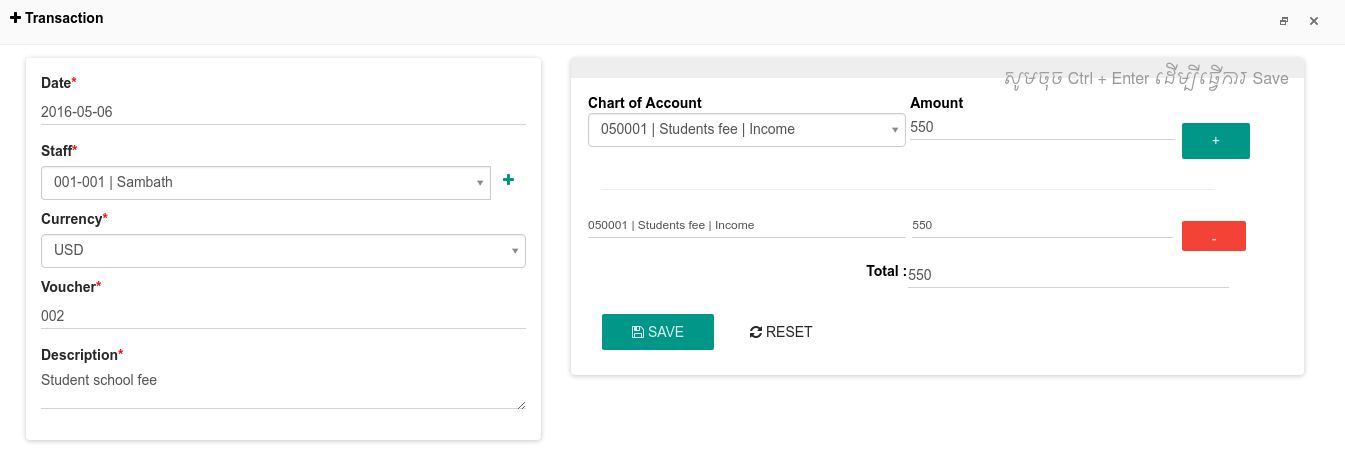 Transaction
Date*
2016-05-06
Staff*
001-001 | Sambath
Currency*
USD
Voucher*
002
Description*
Student school fee
សូមចុច Ctrl + Enter ដើម្បីធ្វើការ Save
Chart of Account Amount
050001 | Students fee | Income 550 +
050001 | Students fee | Income 550 -
Total : 550
SAVE RESET